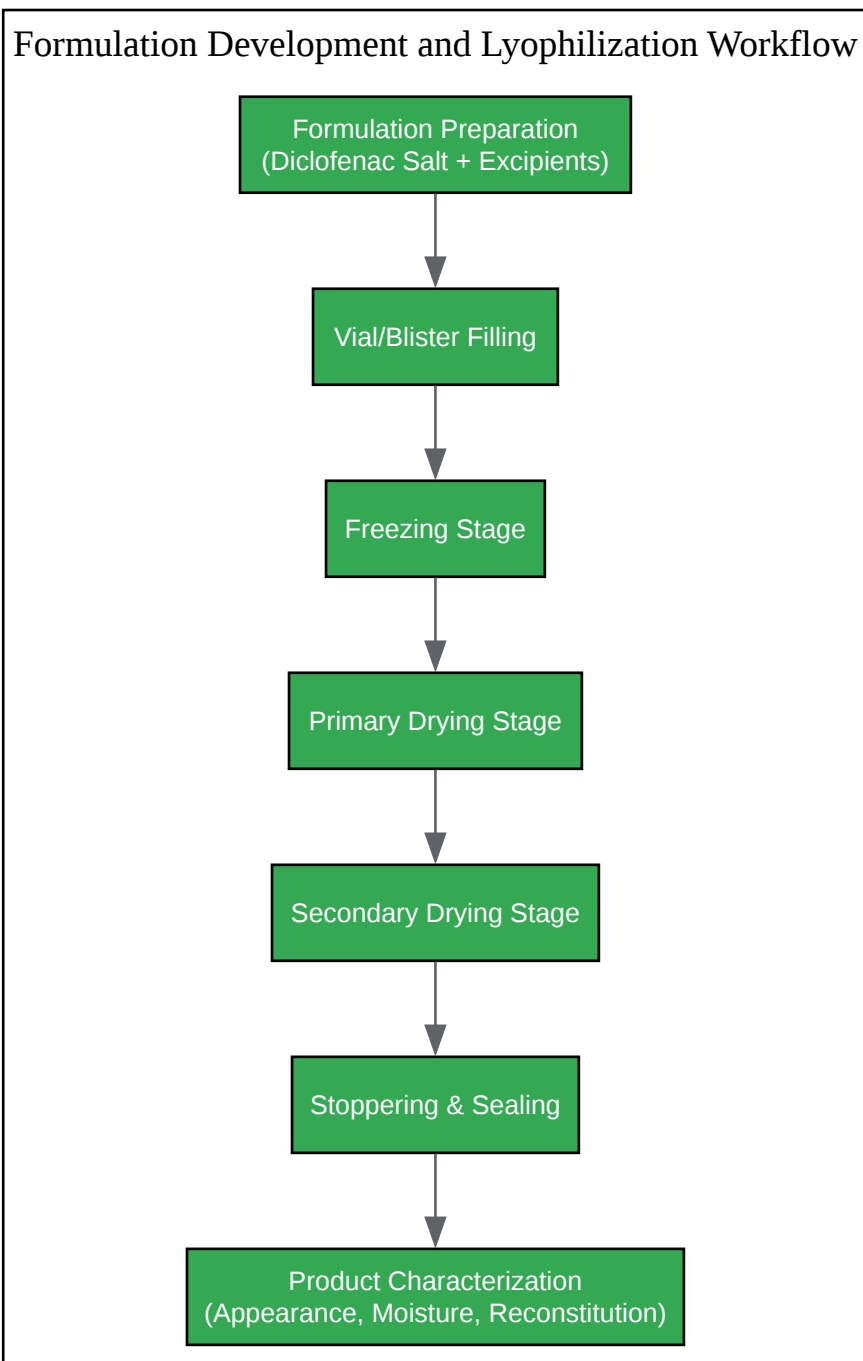 Formulation Development and Lyophilization Workflow
Formulation Preparation
(Diclofenac Salt + Excipients)
Vial/Blister Filling
Freezing Stage
Primary Drying Stage
Secondary Drying Stage
Stoppering & Sealing
Product Characterization
(Appearance, Moisture, Reconstitution)